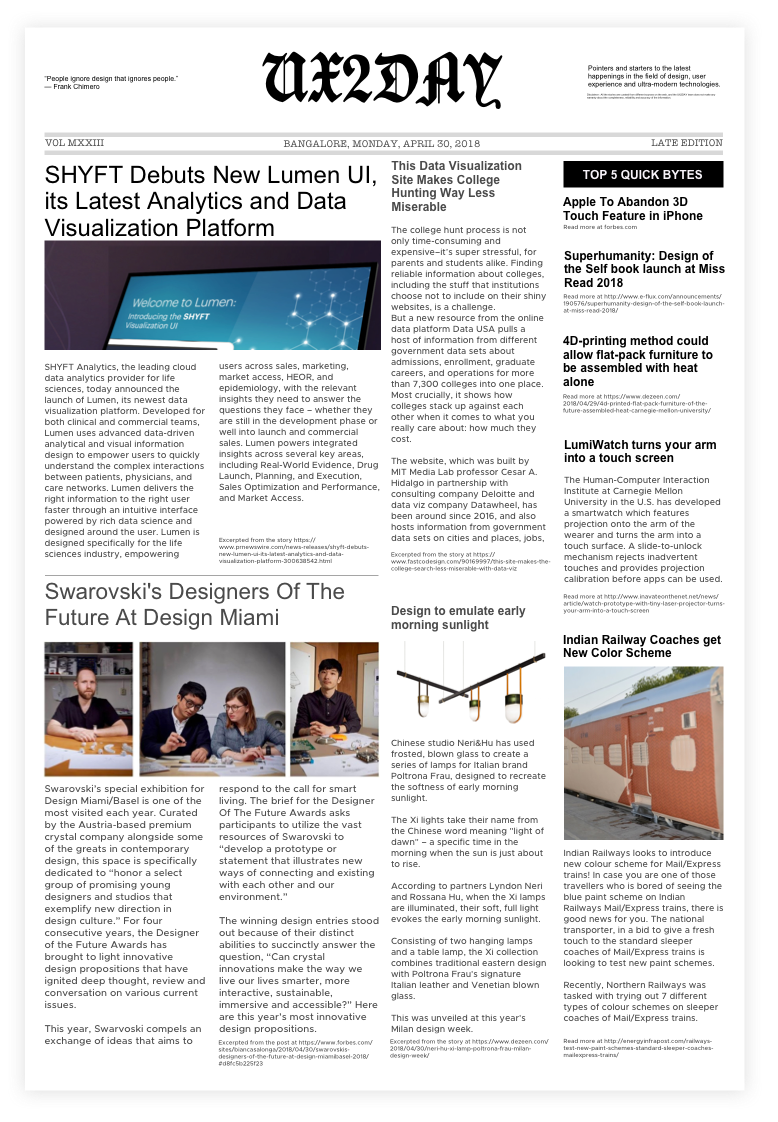 "People ignore design that ignores people."
— Frank Chimero
UX2DAY
Pointers and starters to the latest
happenings in the field of design, user
experience and ultra-modern technologies.
VOL MXXIII
BANGALORE, MONDAY, APRIL 30, 2018
LATE EDITION
SHYFT Debuts New Lumen UI,
its Latest Analytics and Data
Visualization Platform
Welcome to Lumen:
Introducing the SHYFT
Visualization UI
SHYFT Analytics, the leading cloud
data analytics provider for life
sciences, today announced the
launch of Lumen, its newest data
visualization platform. Developed for
both clinical and commercial teams,
Lumen uses advanced data-driven
analytical and visual information
design to empower users to quickly
understand the complex interactions
between patients, physicians, and
care networks. Lumen delivers the
right information to the right user
faster through an intuitive interface
powered by rich data science and
designed around the user. Lumen is
designed specifically for the life
sciences industry, empowering
users across sales, marketing,
market access, HEOR, and
epidemiology, with the relevant
insights they need to answer the
questions they face – whether they
are still in the development phase or
well into launch and commercial
sales. Lumen powers integrated
insights across several key areas,
including Real-World Evidence, Drug
Launch, Planning, and Execution,
Sales Optimization and Performance,
and Market Access.
Excerpted from the story https://
www.prnewswire.com/news-releases/shyft-debuts-
new-lumen-ui-its-latest-analytics-and-data-
visualization-platform-300638542.html
Swarovski's Designers Of The
Future At Design Miami
Swarovski's special exhibition for
Design Miami/Basel is one of the
most visited each year. Curated
by the Austria-based premium
crystal company alongside some
of the greats in contemporary
design, this space is specifically
dedicated to “honor a select
group of promising young
designers and studios that
exemplify new direction in
design culture.” For four
consecutive years, the Designer
of the Future Awards has
brought to light innovative
design propositions that have
ignited deep thought, review and
conversation on various current
issues.
This year, Swarvoski compels an
exchange of ideas that aims to
respond to the call for smart
living. The brief for the Designer
Of The Future Awards asks
participants to utilize the vast
resources of Swarovski to
“develop a prototype or
statement that illustrates new
ways of connecting and existing
with each other and our
environment.”
The winning design entries stood
out because of their distinct
abilities to succinctly answer the
question, “Can crystal
innovations make the way we
live our lives smarter, more
interactive, sustainable,
immersive and accessible?” Here
are this year's most innovative
design propositions.
Excerpted from the post at https://www.forbes.com/
sites/biancasalonga/2018/04/30/swarovskis-
designers-of-the-future-at-design-miamibasel-2018/
#d8fc5b225f23
This Data Visualization
Site Makes College
Hunting Way Less
Miserable
The college hunt process is not
only time-consuming and
expensive–it's super stressful, for
parents and students alike. Finding
reliable information about colleges,
including the stuff that institutions
choose not to include on their shiny
websites, is a challenge.
But a new resource from the online
data platform Data USA pulls a
host of information from different
government data sets about
admissions, enrollment, graduate
careers, and operations for more
than 7,300 colleges into one place.
Most crucially, it shows how
colleges stack up against each
other when it comes to what you
really care about: how much they
cost.
The website, which was built by
MIT Media Lab professor Cesar A.
Hidalgo in partnership with
consulting company Deloitte and
data viz company Datawheel, has
been around since 2016, and also
hosts information from government
data sets on cities and places, jobs,
Excerpted from the story at https://
www.fastcodesign.com/90169997/this-site-makes-the-
college-search-less-miserable-with-data-viz
Design to emulate early
morning sunlight
Chinese studio Neri&Hu has used
frosted, blown glass to create a
series of lamps for Italian brand
Poltrona Frau, designed to recreate
the softness of early morning
sunlight.
The Xi lights take their name from
the Chinese word meaning "light of
dawn" – a specific time in the
morning when the sun is just about
to rise.
According to partners Lyndon Neri
and Rossana Hu, when the Xi lamps
are illuminated, their soft, full light
evokes the early morning sunlight.
Consisting of two hanging lamps
and a table lamp, the Xi collection
combines traditional eastern design
with Poltrona Frau's signature
Italian leather and Venetian blown
glass.
This was unveiled at this year's
Milan design week.
Excerpted from the story at https://www.dezeen.com/
2018/04/30/neri-hu-xi-lamp-poltrona-frau-milan-
design-week/
TOP 5 QUICK BYTES
Apple To Abandon 3D
Touch Feature in iPhone
Read more at forbes.com
Superhumanity: Design of
the Self book launch at Miss
Read 2018
Read more at http://www.e-flux.com/announcements/
190576/superhumanity-design-of-the-self-book-launch-
at-miss-read-2018/
4D-printing method could
allow flat-pack furniture to
be assembled with heat
alone
Read more at https://www.dezeen.com/
2018/04/29/4d-printed-flat-pack-furniture-of-the-
future-assembled-heat-carnegie-mellon-university/
LumiWatch turns your arm
into a touch screen
The Human-Computer Interaction
Institute at Carnegie Mellon
University in the U.S. has developed
a smartwatch which features
projection onto the arm of the
wearer and turns the arm into a
touch surface. A slide-to-unlock
mechanism rejects inadvertent
touches and provides projection
calibration before apps can be used.
Read more at http://www.inavateonthenet.net/news/
article/watch-prototype-with-tiny-laser-projector-turns-
your-arm-into-a-touch-screen
Indian Railway Coaches get
New Color Scheme
Indian Railways looks to introduce
new colour scheme for Mail/Express
trains! In case you are one of those
travellers who is bored of seeing the
blue paint scheme on Indian
Railways Mail/Express trains, there is
good news for you. The national
transporter, in a bid to give a fresh
touch to the standard sleeper
coaches of Mail/Express trains is
looking to test new paint schemes.
Recently, Northern Railways was
tasked with trying out 7 different
types of colour schemes on sleeper
coaches of Mail/Express trains.
Read more at http://energyinfrapost.com/railways-
test-new-paint-schemes-standard-sleeper-coaches-
mailexpress-trains/